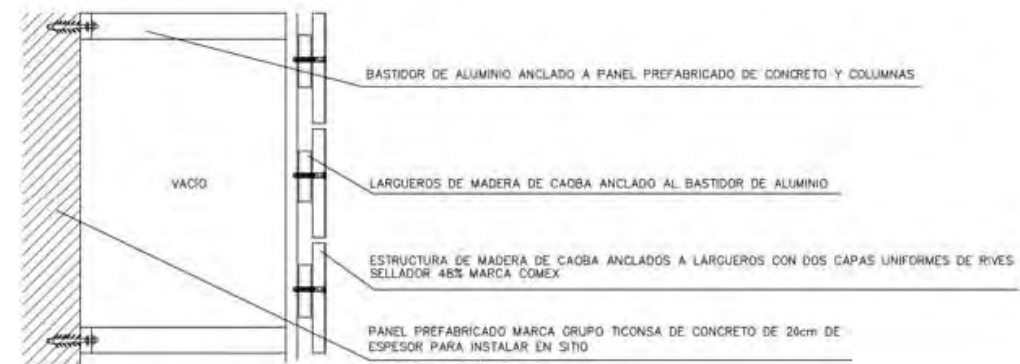 BASTIDOR DE ALUMINIO ANCLADO A PANEL PREFABRICADO DE CONCRETO Y COLUMNAS
VACÍO
LARGUEROS DE MADERA DE CAOBA ANCLADO AL BASTIDOR DE ALUMINIO
ESTRUCTURA DE MADERA DE CAOBA ANCLADOS A LARGUEROS CON DOS CAPAS UNIFORMES DE RIVES
SELLADOR 48% MARCA COMEX
PANEL PREFABRICADO MARCA GRUPO TICONSA DE CONCRETO DE 20cm DE
ESPESOR PARA INSTALAR EN SITIO